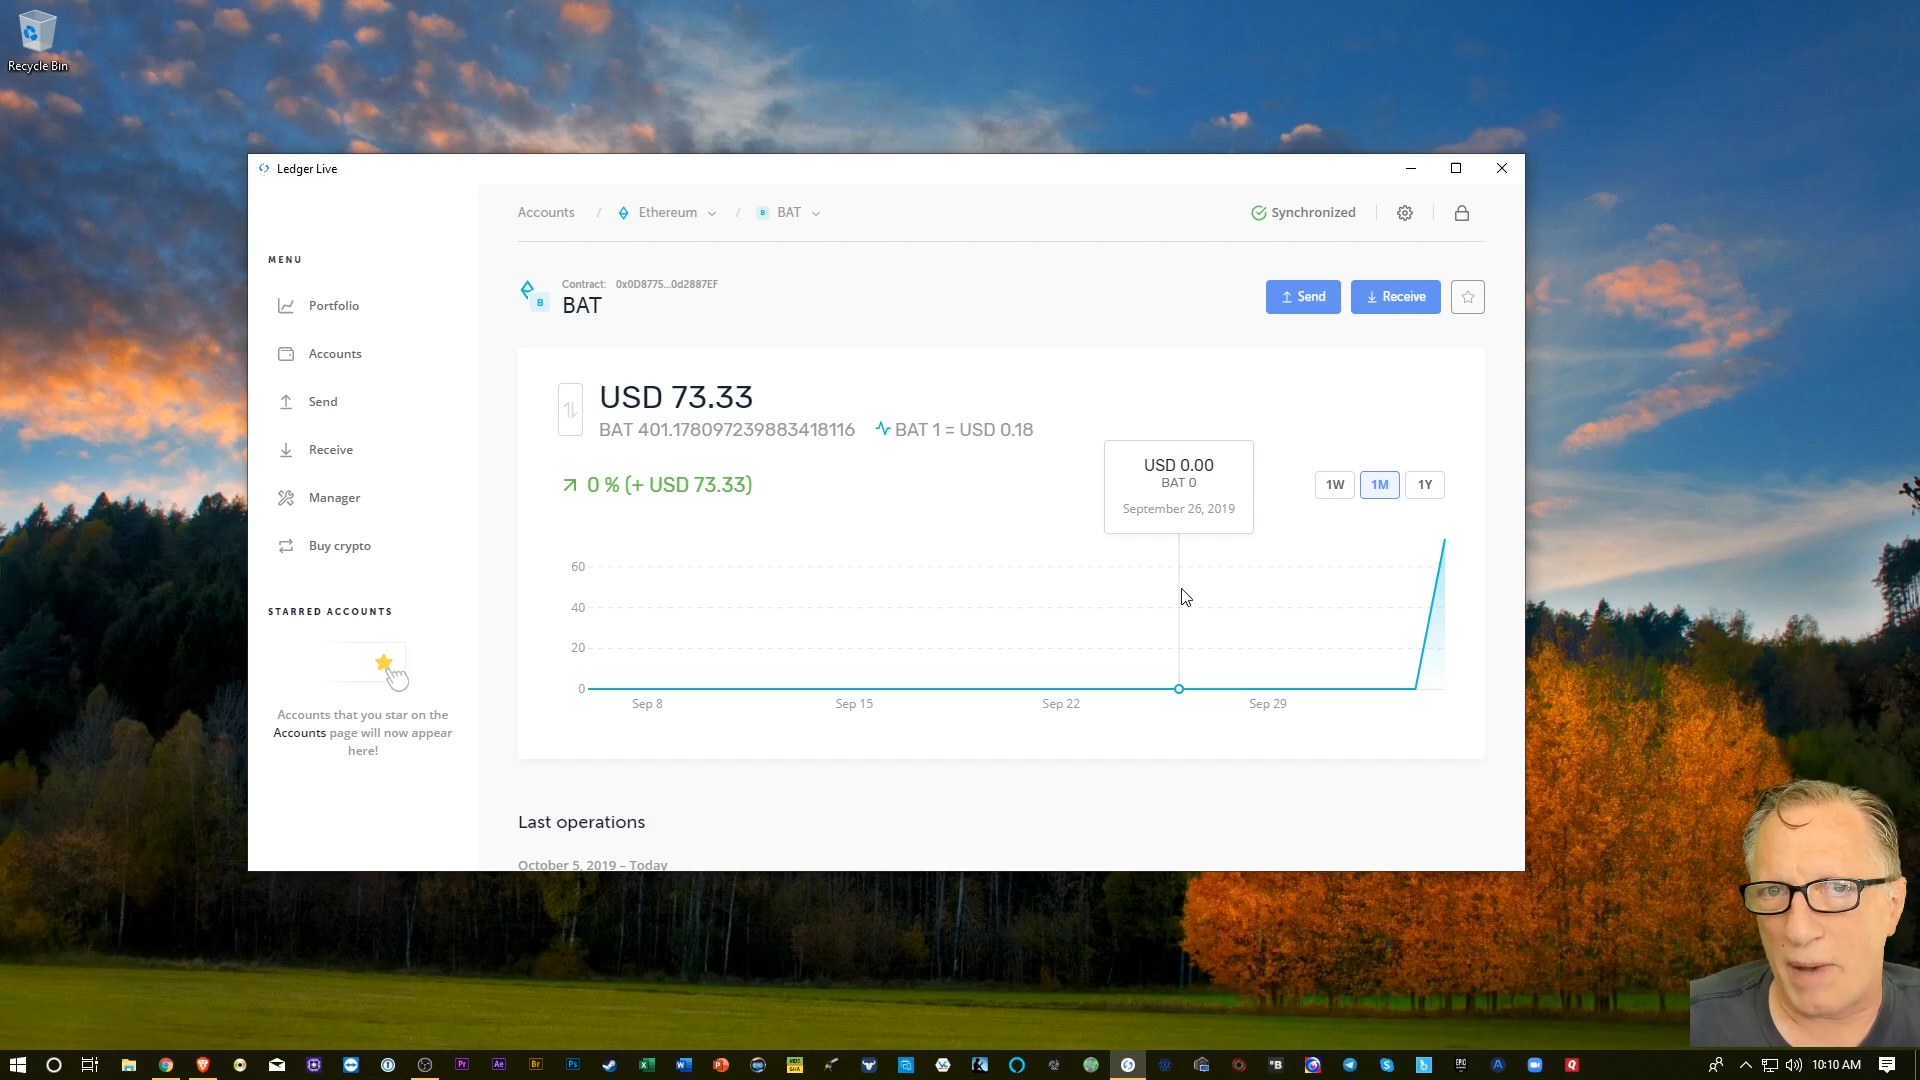 Recycle Bin
Ledger Live
Accounts / Ethereum / B BAT
Synchronized
MENU
Portfolio
Accounts
Send
Receive
Manager
Buy crypto
STARRED ACCOUNTS
Accounts that you star on the
Accounts page will now appear
here!
Contract: 0x0D8775...0d2887EF
B
BAT
Send
Receive
USD 73.33
BAT 401.178097239883418116
BAT 1 = USD 0.18
0 % (+ USD 73.33)
USD 0.00
BAT 0
September 26, 2019
1W
1M
1Y
60
40
20
0
Sep 8
Sep 15
Sep 22
Sep 29
Last operations
October 5, 2019 – Today
Pr
Ae
Br
Ps
10:10 AM